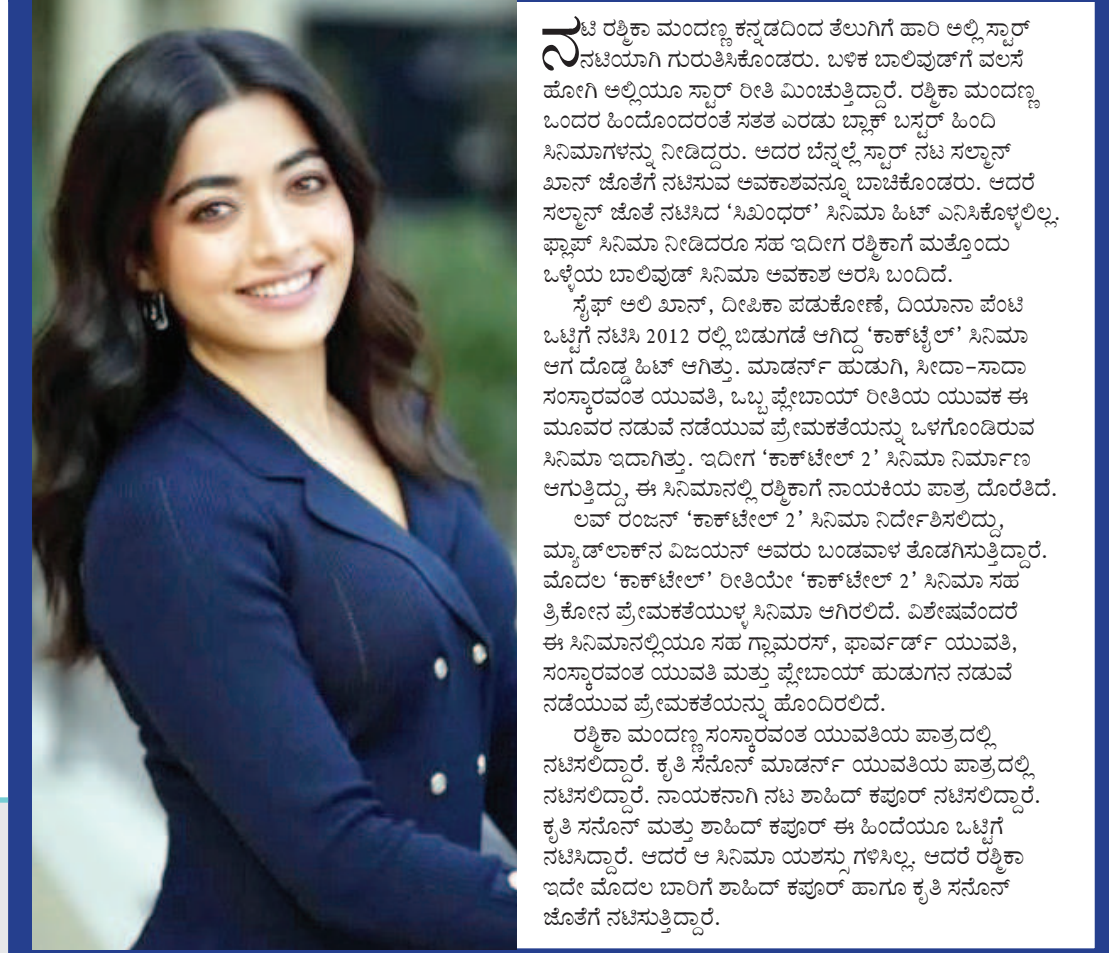 ನಟಿ ರಶ್ಮಿಕಾ ಮಂದಣ್ಣ ಕನ್ನಡದಿಂದ ತೆಲುಗಿಗೆ ಹಾರಿ ಅಲ್ಲಿ ಸ್ಟಾರ್
ನಟಿಯಾಗಿ ಗುರುತಿಸಿಕೊಂಡರು. ಬಳಿಕ ಬಾಲಿವುಡ್‌ಗೆ ವಲಸೆ
ಹೋಗಿ ಅಲ್ಲಿಯೂ ಸ್ಟಾರ್ ರೀತಿ ಮಿಂಚುತ್ತಿದ್ದಾರೆ. ರಶ್ಮಿಕಾ ಮಂದಣ್ಣ
ಒಂದರ ಹಿಂದೊಂದರಂತೆ ಸತತ ಎರಡು ಬ್ಲಾಕ್ ಬಸ್ಟರ್ ಹಿಂದಿ
ಸಿನಿಮಾಗಳನ್ನು ನೀಡಿದ್ದರು. ಅದರ ಬೆನ್ನಲ್ಲೆ ಸ್ಟಾರ್ ನಟ ಸಲ್ಮಾನ್
ಖಾನ್ ಜೊತೆಗೆ ನಟಿಸುವ ಅವಕಾಶವನ್ನೂ ಬಾಚಿಕೊಂಡರು. ಆದರೆ
ಸಲ್ಮಾನ್ ಜೊತೆ ನಟಿಸಿದ ‘ಸಿಖಂಧರ್’ ಸಿನಿಮಾ ಹಿಟ್ ಎನಿಸಿಕೊಳ್ಳಲಿಲ್ಲ.
ಫ್ಲಾಪ್ ಸಿನಿಮಾ ನೀಡಿದರೂ ಸಹ ಇದೀಗ ರಶ್ಮಿಕಾಗೆ ಮತ್ತೊಂದು
ಒಳ್ಳೆಯ ಬಾಲಿವುಡ್ ಸಿನಿಮಾ ಅವಕಾಶ ಅರಸಿ ಬಂದಿದೆ.
ಸೈಫ್ ಅಲಿ ಖಾನ್, ದೀಪಿಕಾ ಪಡುಕೋಣೆ, ದಿಯಾನಾ ಪೆಂಟಿ
ಒಟ್ಟಿಗೆ ನಟಿಸಿ 2012 ರಲ್ಲಿ ಬಿಡುಗಡೆ ಆಗಿದ್ದ ‘ಕಾಕ್‌ಟೈಲ್’ ಸಿನಿಮಾ
ಆಗ ದೊಡ್ಡ ಹಿಟ್ ಆಗಿತ್ತು. ಮಾಡರ್ನ್ ಹುಡುಗಿ, ಸೀದಾ-ಸಾದಾ
ಸಂಸ್ಕಾರವಂತ ಯುವತಿ, ಒಬ್ಬ ಪ್ಲೇಬಾಯ್ ರೀತಿಯ ಯುವಕ ಈ
ಮೂವರ ನಡುವೆ ನಡೆಯುವ ಪ್ರೇಮಕತೆಯನ್ನು ಒಳಗೊಂಡಿರುವ
ಸಿನಿಮಾ ಇದಾಗಿತ್ತು. ಇದೀಗ ‘ಕಾಕ್‌ಟೇಲ್ 2’ ಸಿನಿಮಾ ನಿರ್ಮಾಣ
ಆಗುತ್ತಿದ್ದು, ಈ ಸಿನಿಮಾನಲ್ಲಿ ರಶ್ಮಿಕಾಗೆ ನಾಯಕಿಯ ಪಾತ್ರ ದೊರೆತಿದೆ.
ಲವ್ ರಂಜನ್ ‘ಕಾಕ್‌ಟೇಲ್ 2’ ಸಿನಿಮಾ ನಿರ್ದೇಶಿಸಲಿದ್ದು,
ಮ್ಯಾಡ್‌ಲಾಕ್‌ನ ವಿಜಯನ್ ಅವರು ಬಂಡವಾಳ ತೊಡಗಿಸುತ್ತಿದ್ದಾರೆ.
ಮೊದಲ ‘ಕಾಕ್‌ಟೇಲ್’ ರೀತಿಯೇ ‘ಕಾಕ್‌ಟೇಲ್ 2’ ಸಿನಿಮಾ ಸಹ
ತ್ರಿಕೋನ ಪ್ರೇಮಕತೆಯುಳ್ಳ ಸಿನಿಮಾ ಆಗಿರಲಿದೆ. ವಿಶೇಷವೆಂದರೆ
ಈ ಸಿನಿಮಾನಲ್ಲಿಯೂ ಸಹ ಗ್ಲಾಮರಸ್, ಫಾರ್ವರ್ಡ್ ಯುವತಿ,
ಸಂಸ್ಕಾರವಂತ ಯುವತಿ ಮತ್ತು ಪ್ಲೇಬಾಯ್ ಹುಡುಗನ ನಡುವೆ
ನಡೆಯುವ ಪ್ರೇಮಕತೆಯನ್ನು ಹೊಂದಿರಲಿದೆ.
ರಶ್ಮಿಕಾ ಮಂದಣ್ಣ ಸಂಸ್ಕಾರವಂತ ಯುವತಿಯ ಪಾತ್ರದಲ್ಲಿ
ನಟಿಸಲಿದ್ದಾರೆ. ಕೃತಿ ಸೆನೊನ್ ಮಾಡರ್ನ್ ಯುವತಿಯ ಪಾತ್ರದಲ್ಲಿ
ನಟಿಸಲಿದ್ದಾರೆ. ನಾಯಕನಾಗಿ ನಟ ಶಾಹಿದ್ ಕಪೂರ್ ನಟಿಸಲಿದ್ದಾರೆ.
ಕೃತಿ ಸನೊನ್ ಮತ್ತು ಶಾಹಿದ್ ಕಪೂರ್ ಈ ಹಿಂದೆಯೂ ಒಟ್ಟಿಗೆ
ನಟಿಸಿದ್ದಾರೆ. ಆದರೆ ಆ ಸಿನಿಮಾ ಯಶಸ್ಸು ಗಳಿಸಿಲ್ಲ. ಆದರೆ ರಶ್ಮಿಕಾ
ಇದೇ ಮೊದಲ ಬಾರಿಗೆ ಶಾಹಿದ್ ಕಪೂರ್ ಹಾಗೂ ಕೃತಿ ಸನೊನ್
ಜೊತೆಗೆ ನಟಿಸುತ್ತಿದ್ದಾರೆ.